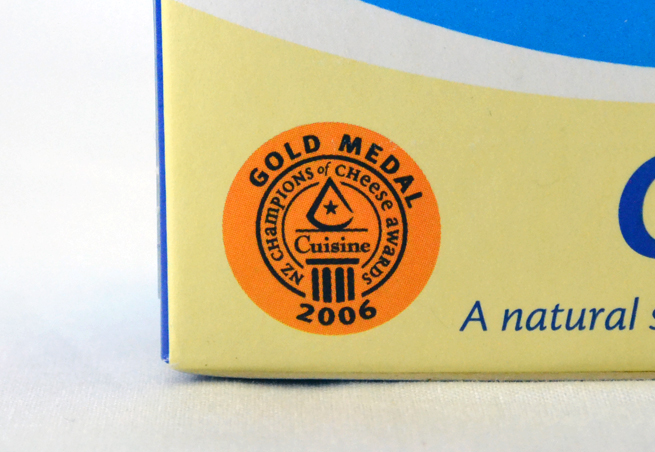 GOLD MEDAL
NZ CHAMPIONS of CHeese aWaRDS
Cuisine
2006
A natural